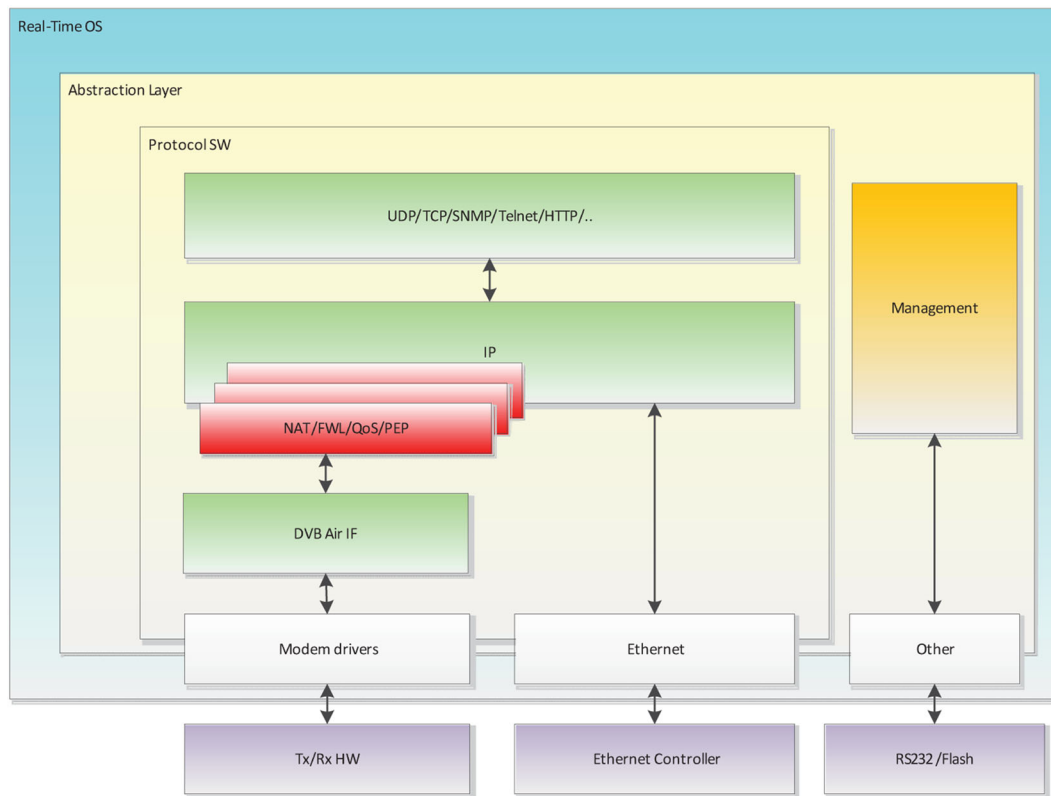 Real-Time OS
Abstraction Layer
Protocol SW
UDP/TCP/SNMP/Telnet/HTTP/..
Management
IP
NAT/FWL/QoS/PEP
DVB Air IF
Modem drivers
Ethernet
Other
Tx/Rx HW
Ethernet Controller
RS232/Flash